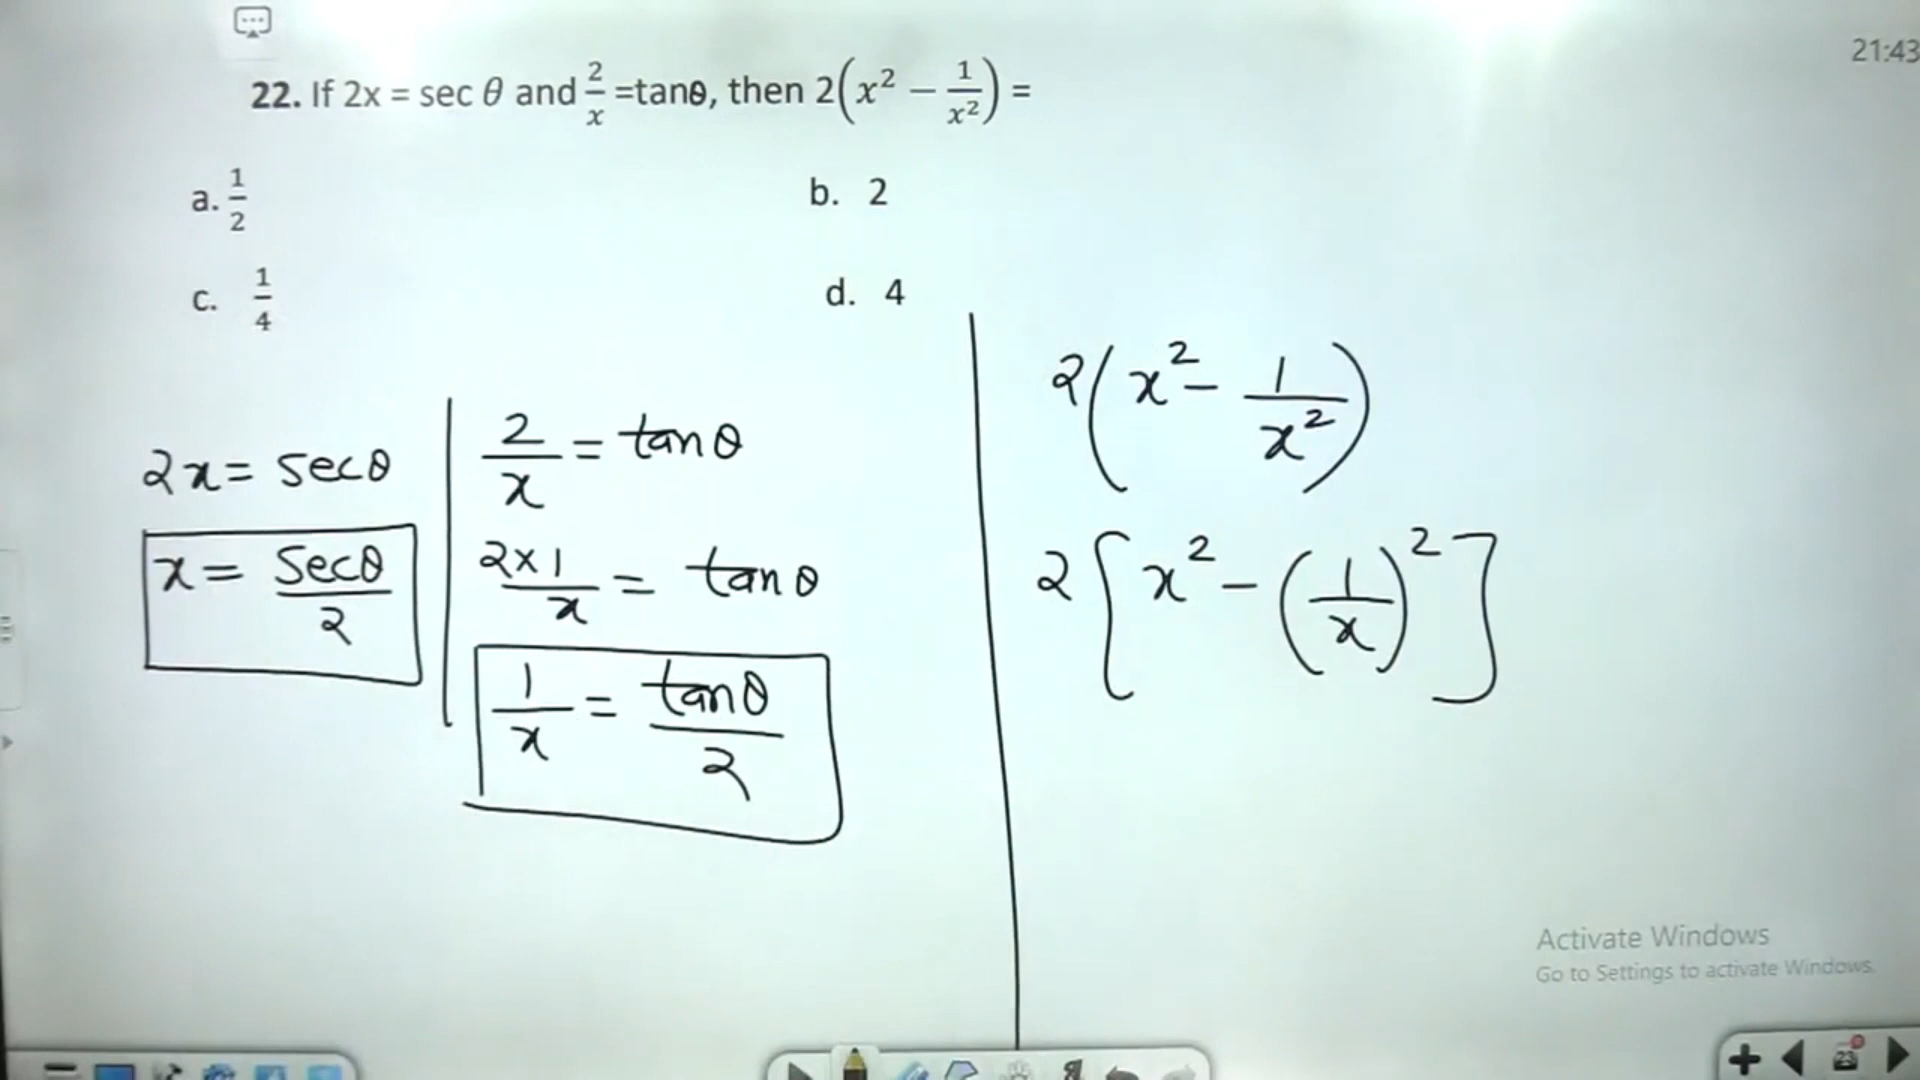 21:43
22. If 2x = sec θ and 2/x =tanθ, then 2(x² − 1/x²) =
a. 1/2
b. 2
c. 1/4
d. 4
2x = secθ
x = secθ/2
2/x = tanθ
2×1/x = tanθ
1/x = tanθ/2
2(x² − 1/x²)
2[x² − (1/x)²]
Activate Windows
Go to Settings to activate Windows.
23